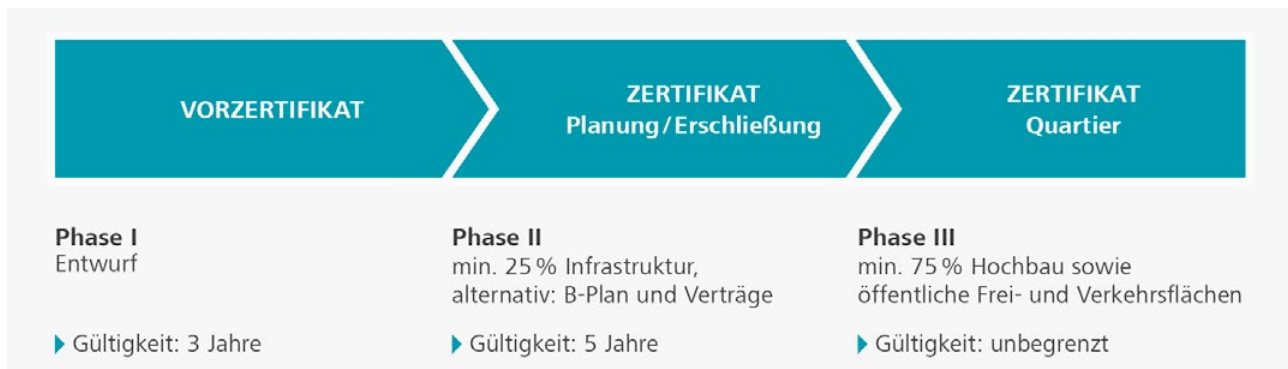 VORZERTIFIKAT
ZERTIFIKAT
Planung/Erschließung
ZERTIFIKAT
Quartier
Phase I
Entwurf
Gültigkeit: 3 Jahre
Phase II
min. 25 % Infrastruktur,
alternativ: B-Plan und Verträge
Gültigkeit: 5 Jahre
Phase III
min. 75 % Hochbau sowie
öffentliche Frei- und Verkehrsflächen
Gültigkeit: unbegrenzt